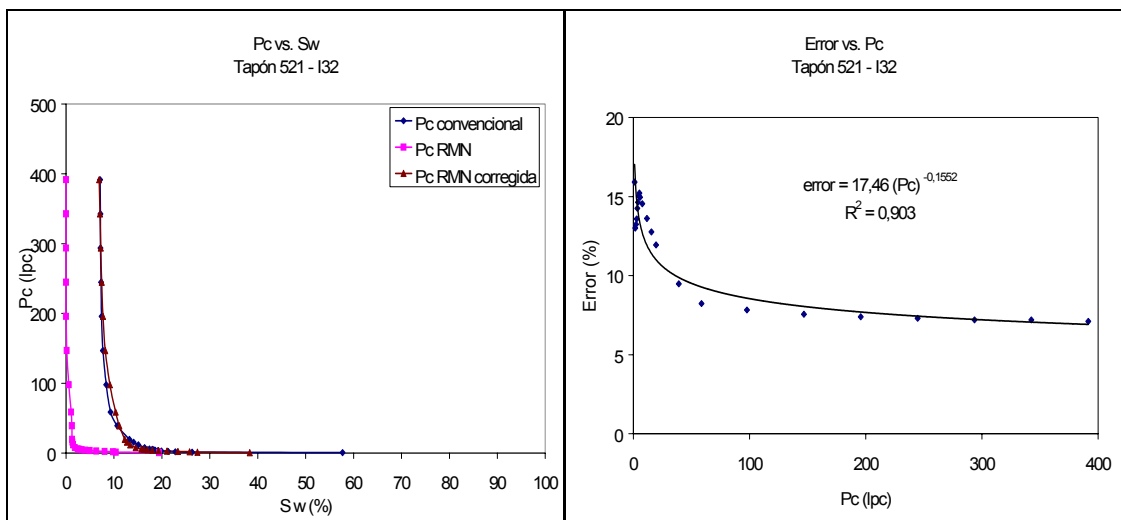 Pc vs. Sw
Tapón 521 - I32
500
400
300
200
100
0
Pc (lpc)
0 10 20 30 40 50 60 70 80 90 100
Sw (%)
Pc convencional
Pc RMN
Pc RMN corregida
Error vs. Pc
Tapón 521 - I32
20
15
10
5
0
Error (%)
error = 17,46 (Pc) -0,1552
R2 = 0,903
0 100 200 300 400
Pc (lpc)